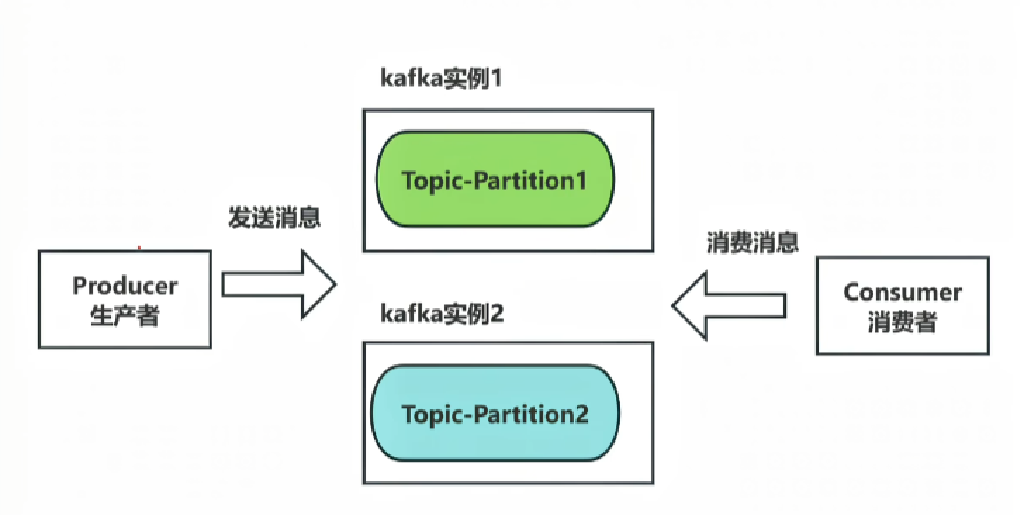 kafka实例1
Topic-Partition1
发送消息
Producer
生产者
消费消息
Consumer
消费者
kafka实例2
Topic-Partition2